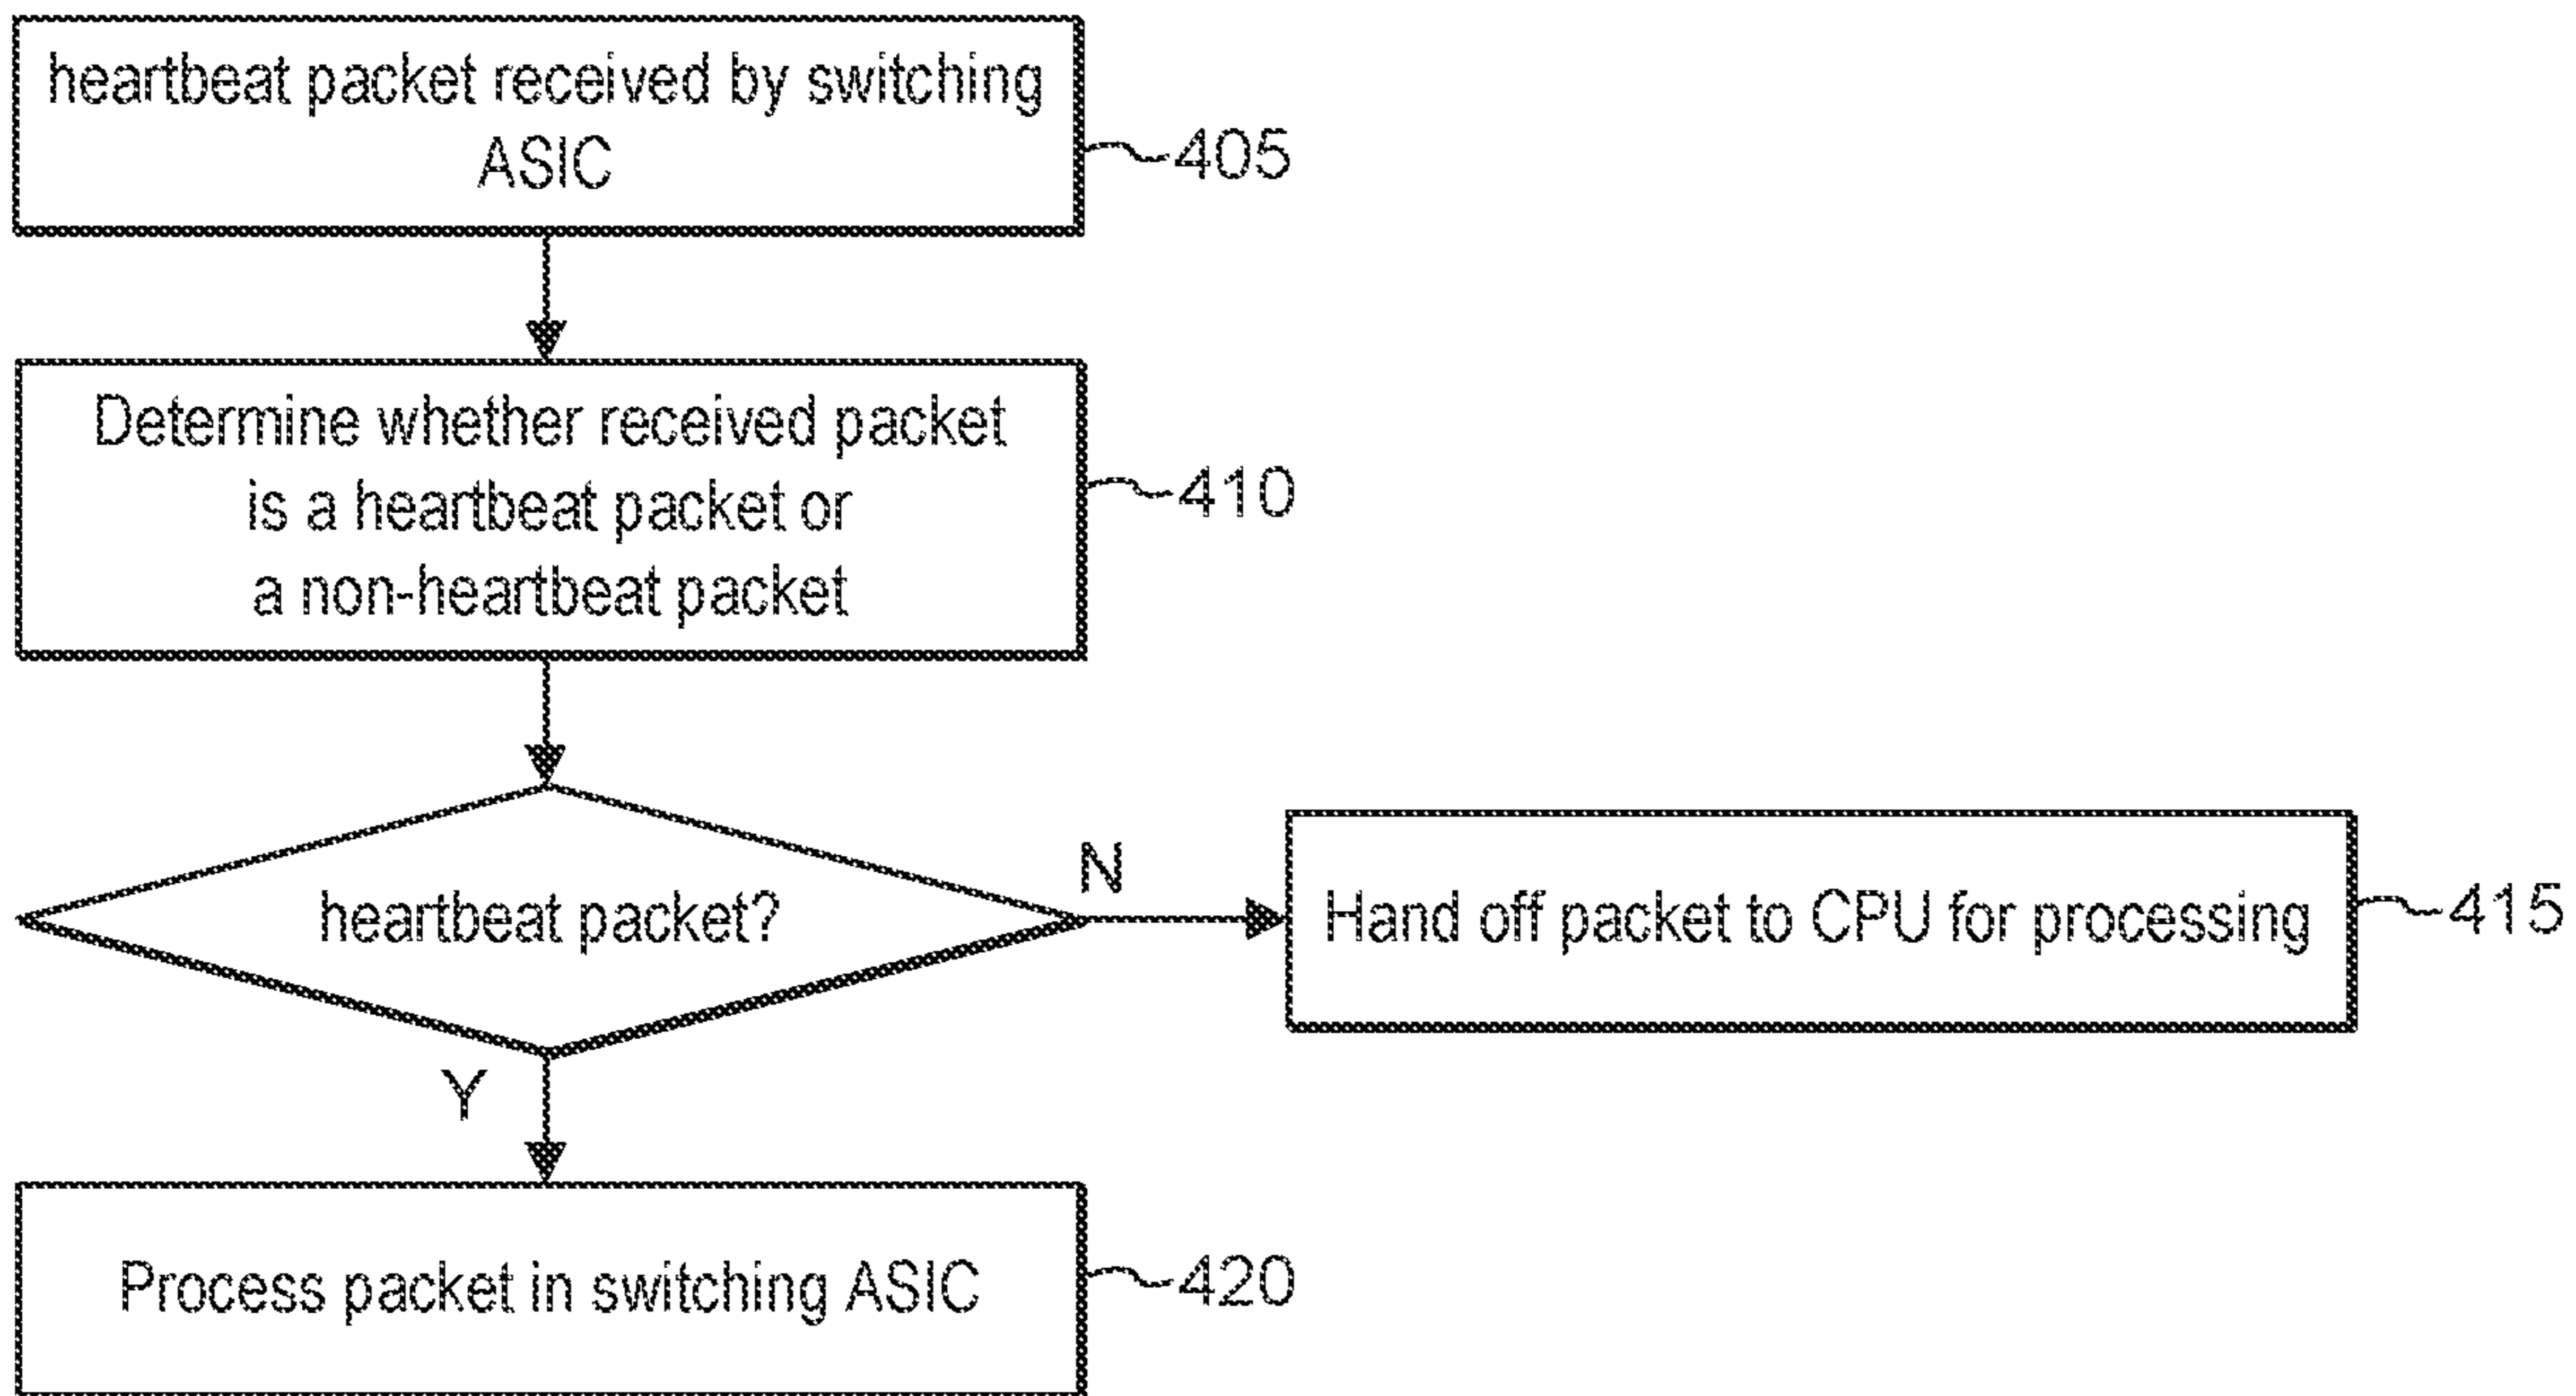 heartbeat packet received by switching
ASIC
405
Determine whether received packet
is a heartbeat packet or
a non-heartbeat packet
410
heartbeat packet?
N
Hand off packet to CPU for processing
415
Y
Process packet in switching ASIC
420